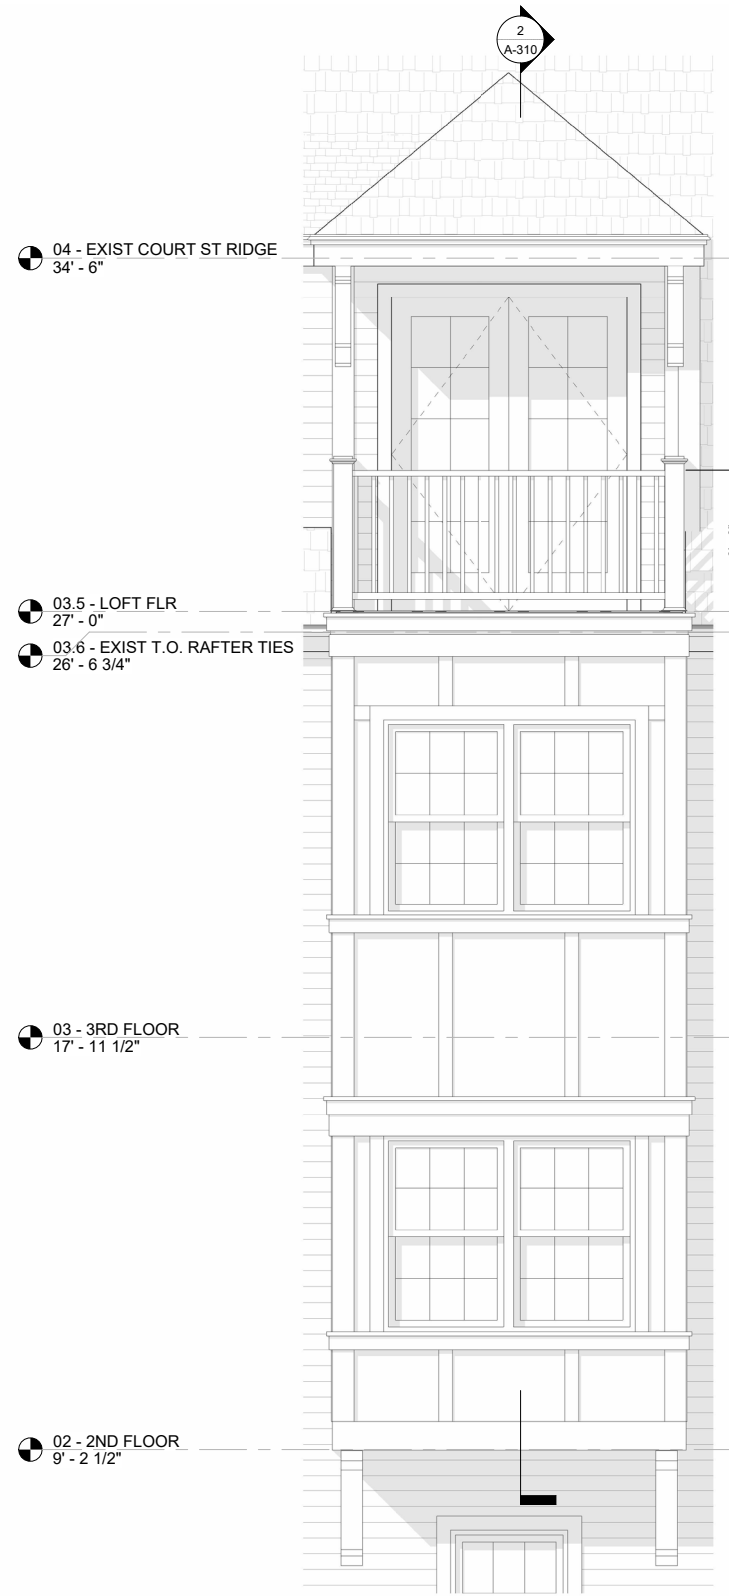 2
A-310
04 - EXIST COURT ST RIDGE
34' - 6"
03.5 - LOFT FLR
27' - 0"
03.6 - EXIST T.O. RAFTER TIES
26' - 6 3/4"
03 - 3RD FLOOR
17' - 11 1/2"
02 - 2ND FLOOR
9' - 2 1/2"